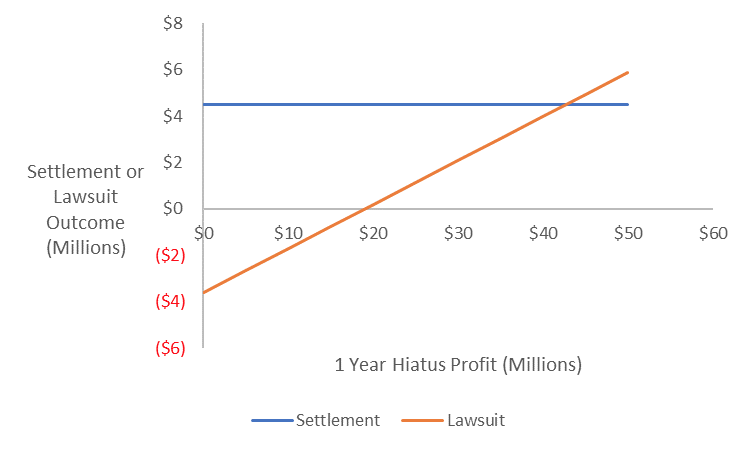 $8
$6
$4
$2
$0
($2)
($4)
($6)
Settlement or
Lawsuit
Outcome
(Millions)
$0 $10 $20 $30 $40 $50 $60
1 Year Hiatus Profit (Millions)
Settlement Lawsuit